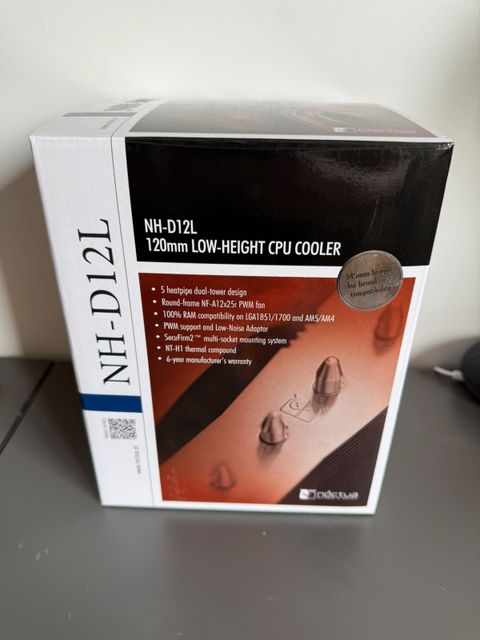 NH-D12L
120mm LOW-HEIGHT CPU COOLER
145mm height
for broad case
compatibility
• 5 heatpipe dual-tower design
• Round-frame NF-A12x25r PWM fan
• 100% RAM compatibility on LGA1851/1700 and AM5/AM4
• PWM support and Low-Noise Adaptor
• SecuFirm2™ multi-socket mounting system
• NT-H1 thermal compound
• 6-year manufacturer's warranty
noctua
NH-D12L
noctua